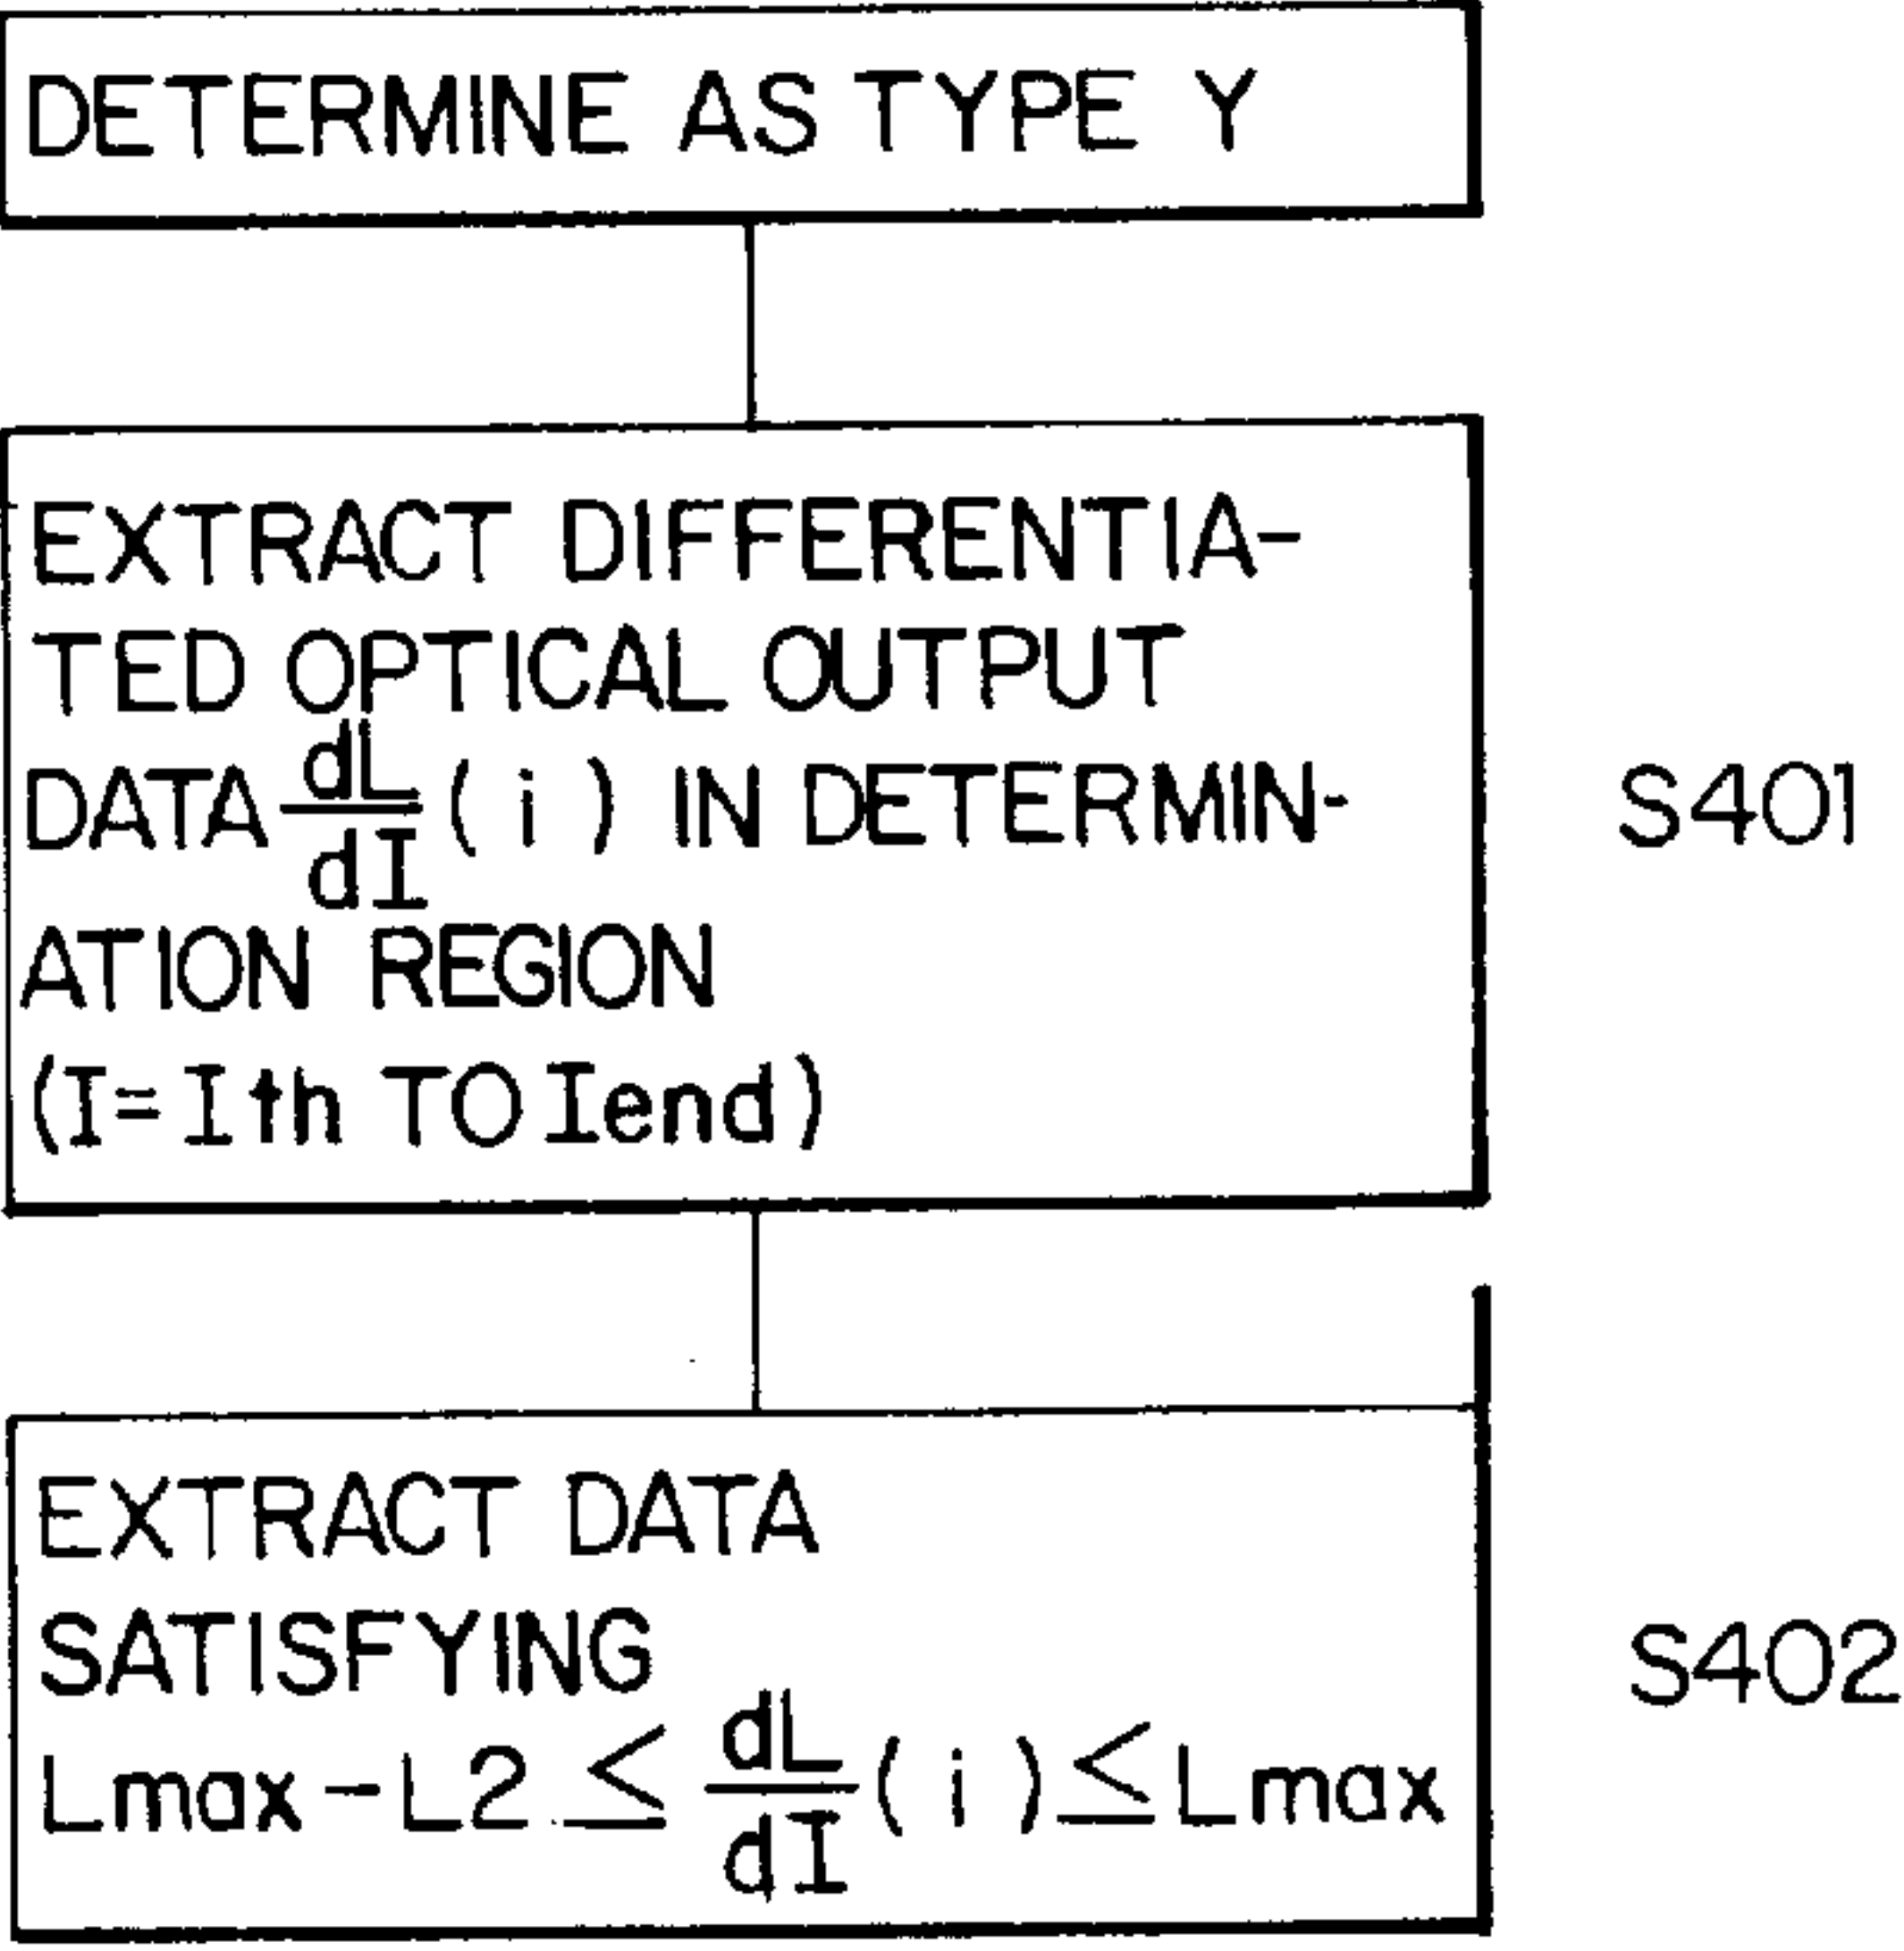 DETERMINE AS TYPE Y
EXTRACT DIFFERENTIA-
TED OPTICAL OUTPUT
DATA dL/dI (i) IN DETERMIN-
ATION REGION
(I=Ith TO Iend)
S401
EXTRACT DATA
SATISFYING
Lmax-L2 ≤ dL/dI (i) ≤ Lmax
S402